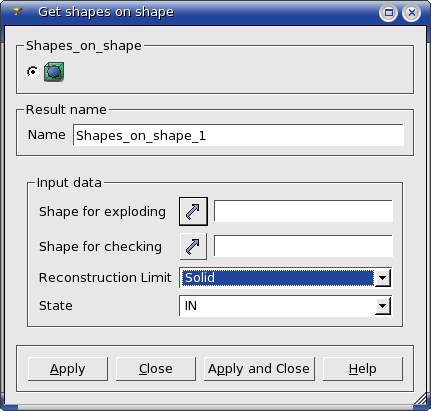 Get shapes on shape
Shapes_on_shape
Result name
Name Shapes_on_shape_1
Input data
Shape for exploding
Shape for checking
Reconstruction Limit Solid
State IN
Apply Close Apply and Close Help